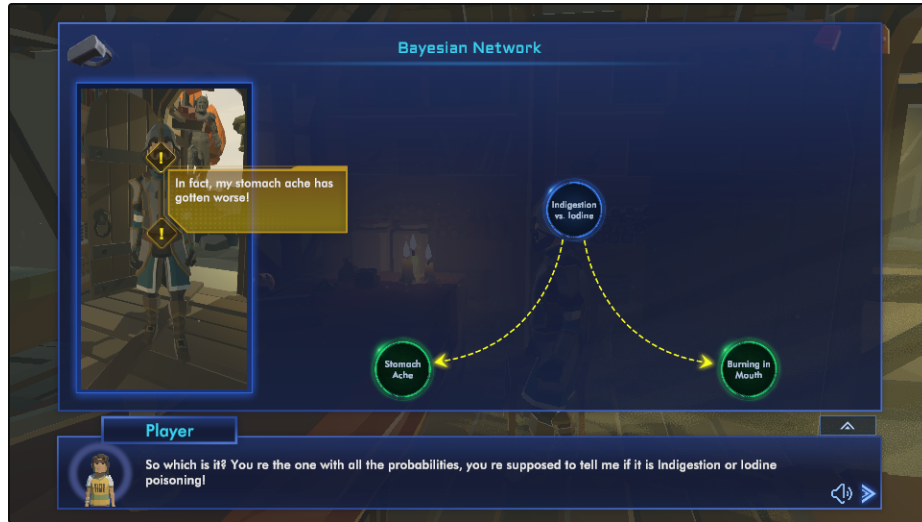 Bayesian Network
In fact, my stomach ache has
gotten worse!
Indigestion
vs. Iodine
Stomach
Ache
Burning in
Mouth
Player
So which is it? You re the one with all the probabilities, you re supposed to tell me if it is Indigestion or Iodine
poisoning!